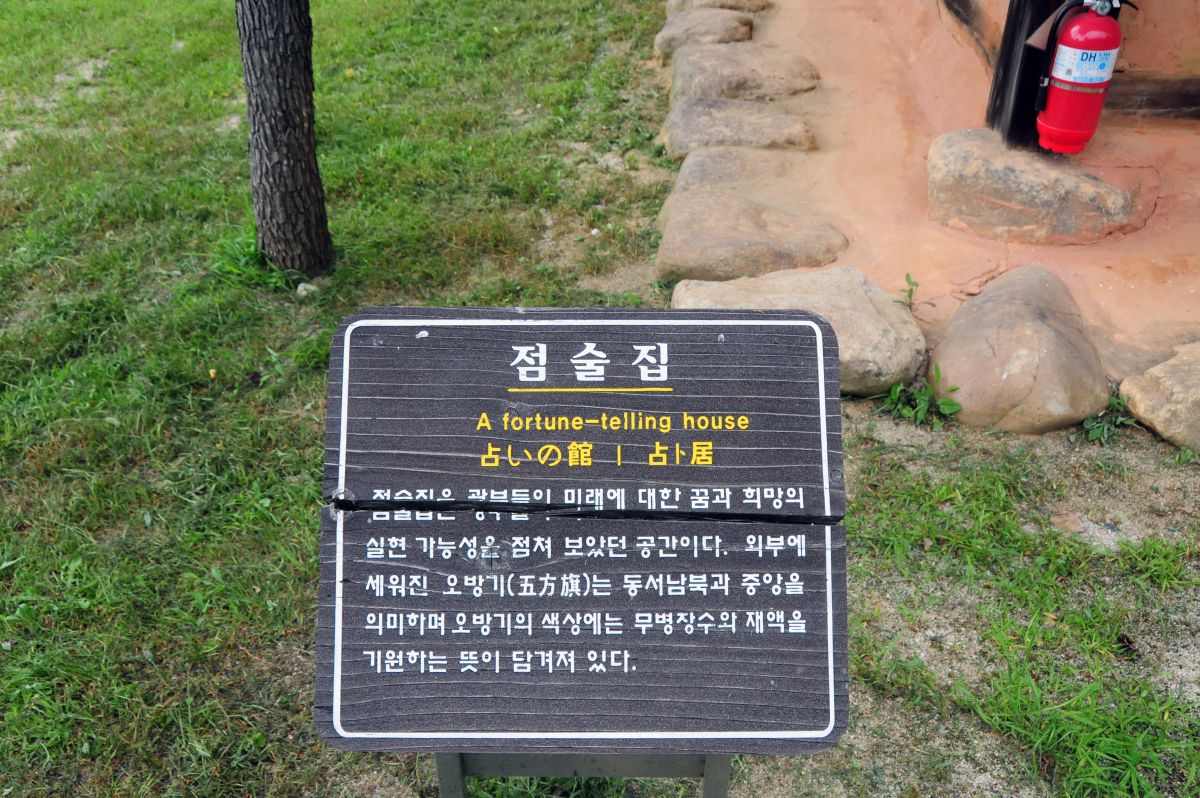 점술집
A fortune-telling house
占いの館 | 占卜居
점술집은 광부들의 미래에 대한 꿈과 희망의
실현 가능성을 점쳐 보았던 공간이다. 외부에
세워진 오방기(五方旗)는 동서남북과 중앙을
의미하며 오방기의 색상에는 무병장수와 재액을
기원하는 뜻이 담겨져 있다.
DH